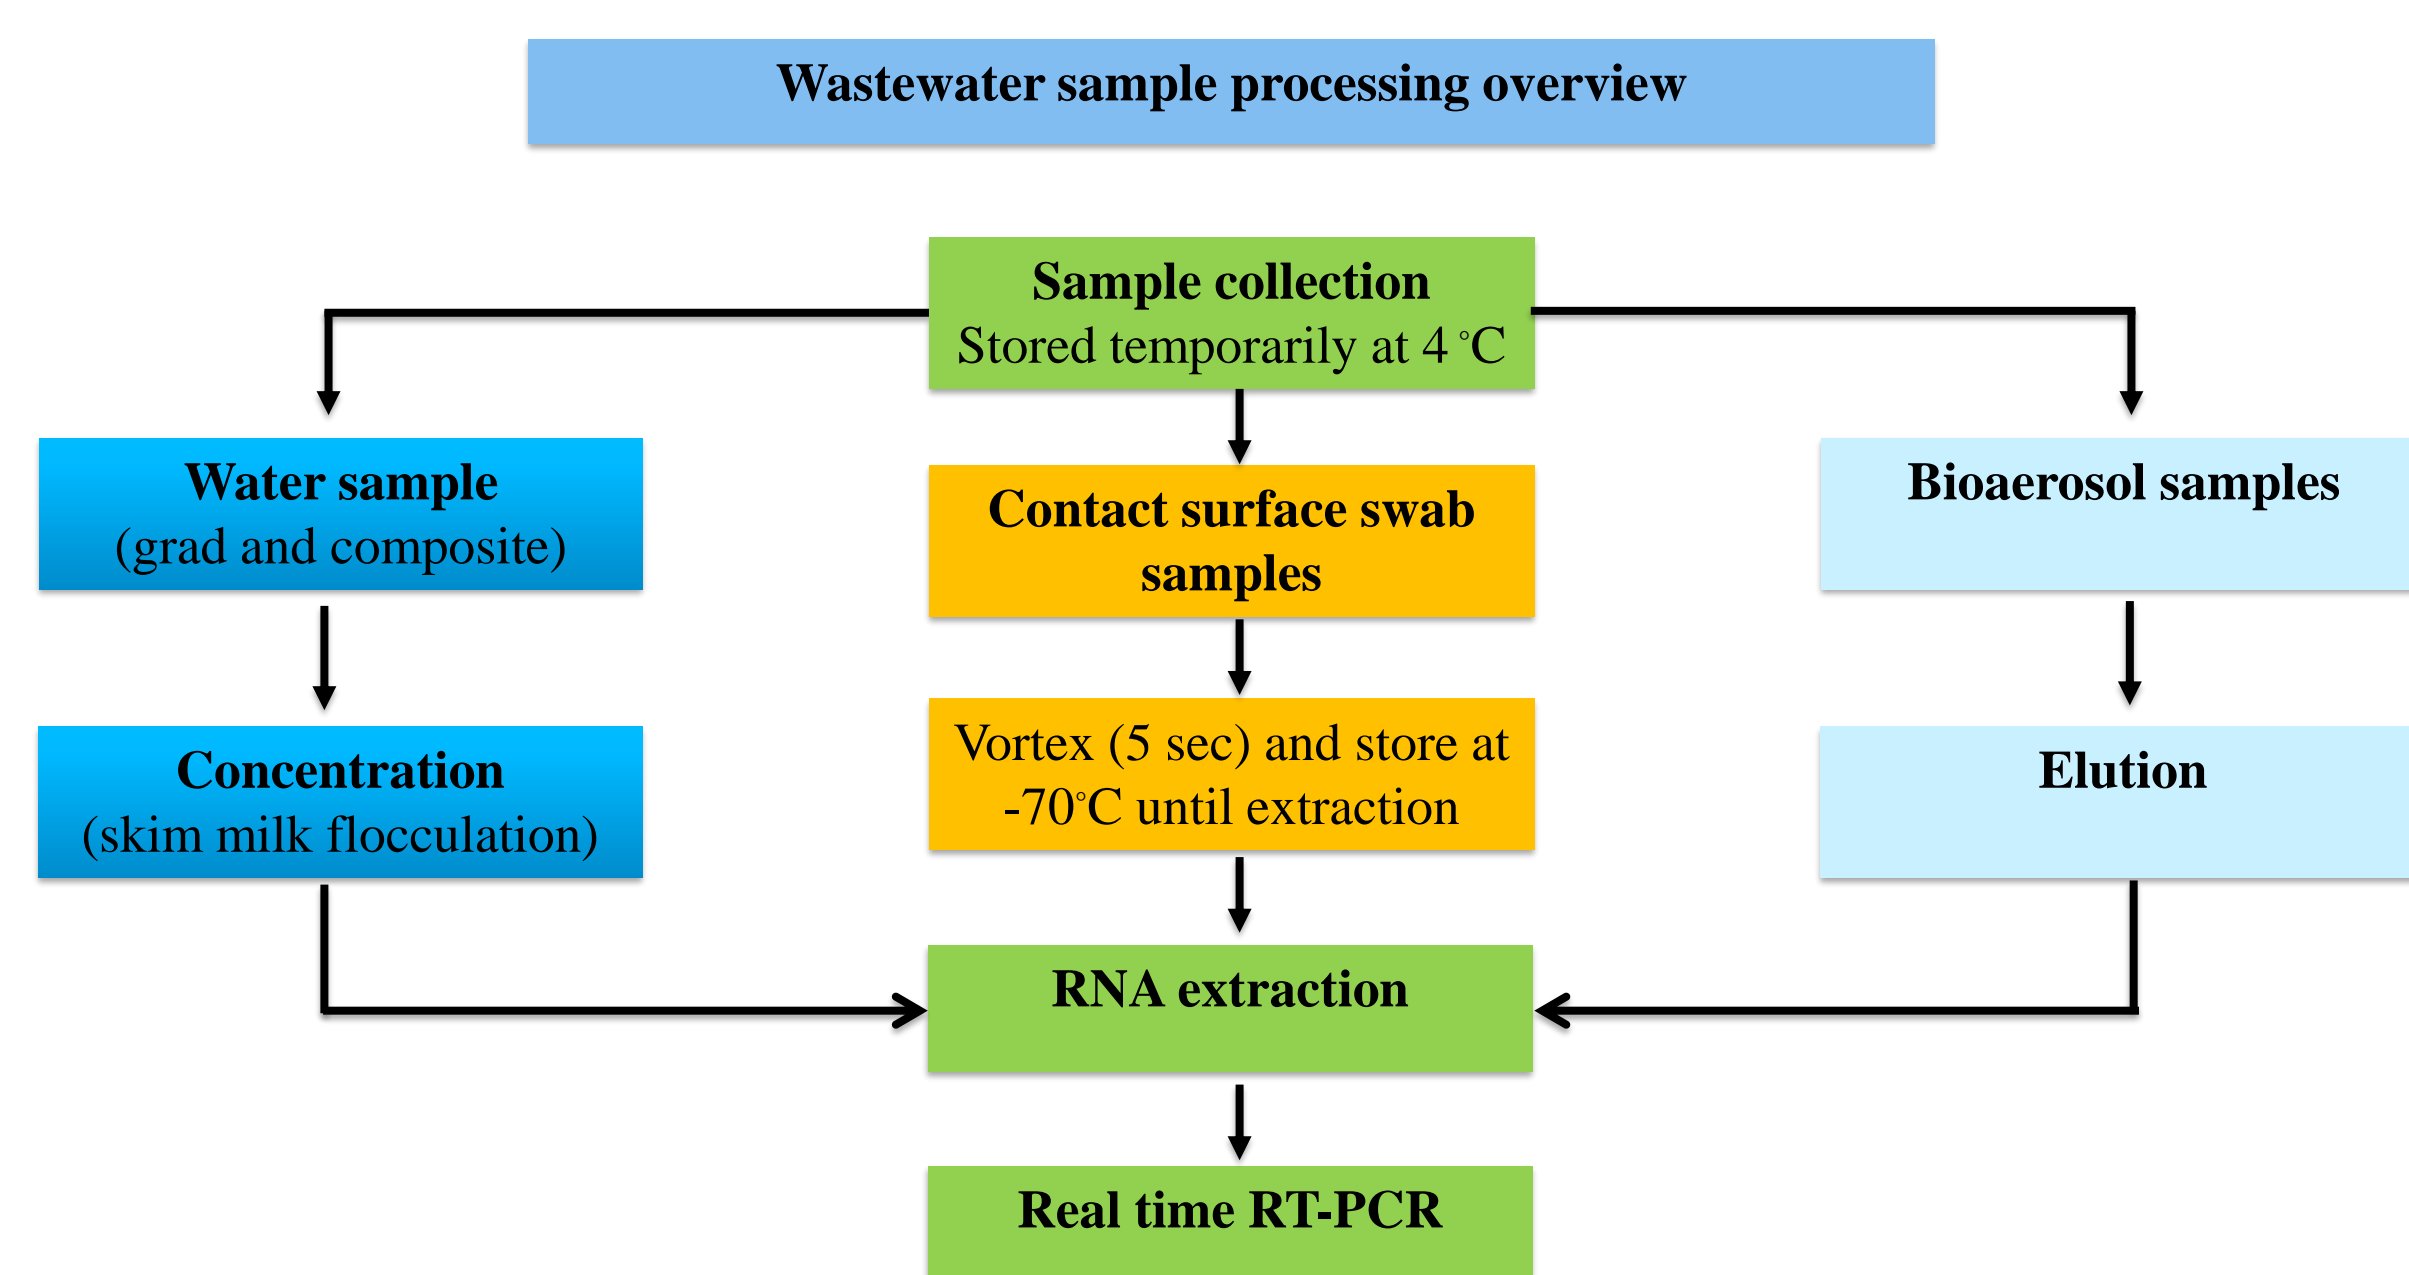 Wastewater sample processing overview
Sample collection
Stored temporarily at 4 °C
Water sample
(grad and composite)
Contact surface swab
samples
Bioaerosol samples
Concentration
(skim milk flocculation)
Vortex (5 sec) and store at
-70°C until extraction
Elution
RNA extraction
Real time RT-PCR